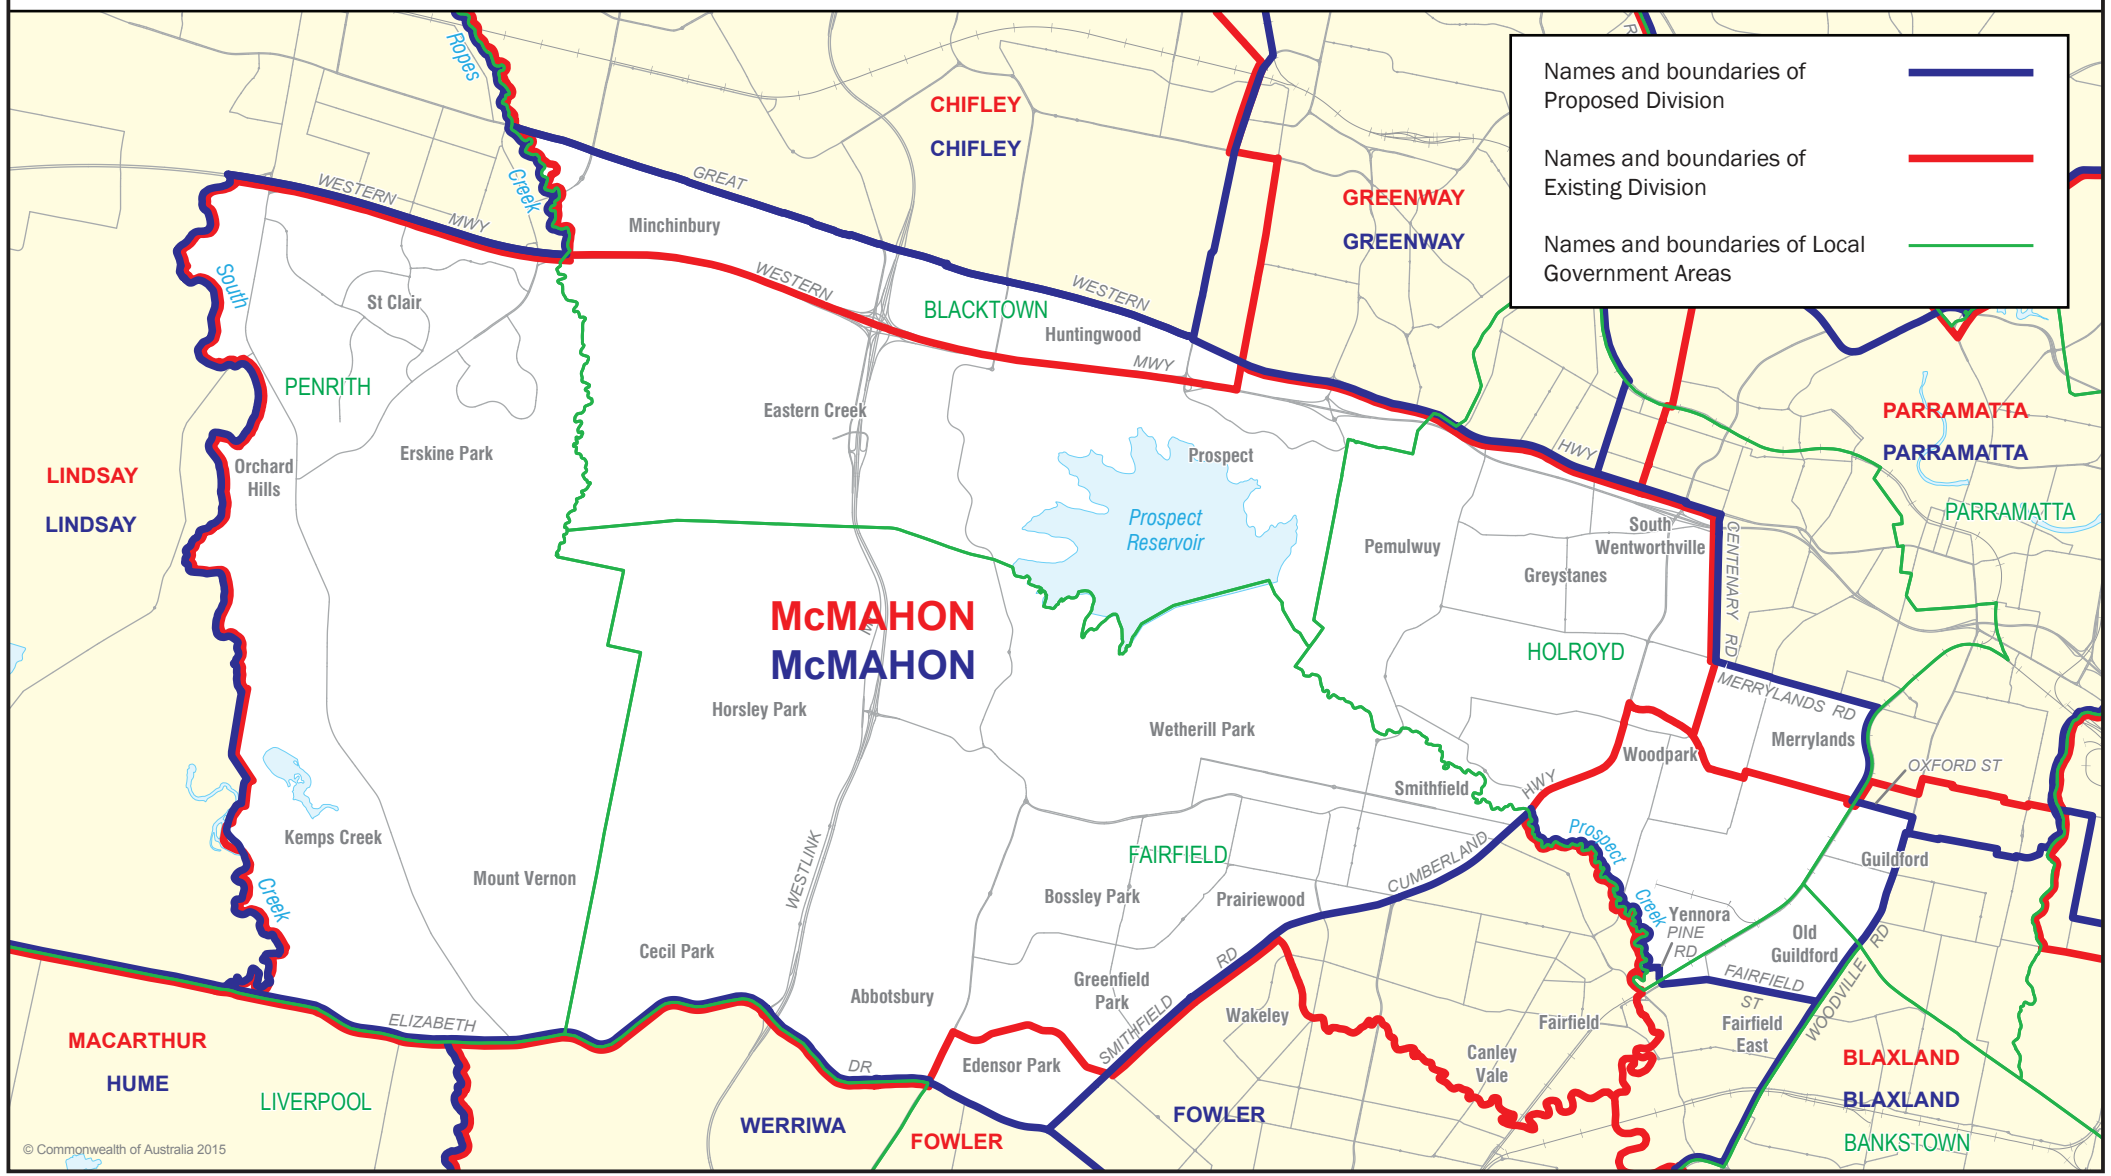 Names and boundaries of
Proposed Division
Names and boundaries of
Existing Division
Names and boundaries of Local
Government Areas
Ropes
Creek
CHIFLEY
CHIFLEY
GREENWAY
GREENWAY
WESTERN
MWY
GREAT
WESTERN
HWY
WESTERN
MWY
Minchinbury
BLACKTOWN
Huntingwood
South
St Clair
PENRITH
Eastern Creek
Erskine Park
Orchard
Hills
LINDSAY
LINDSAY
Prospect
Prospect
Reservoir
Pemulwuy
South
Wentworthville
Greystanes
CENTENARY RD
PARRAMATTA
PARRAMATTA
PARRAMATTA
McMAHON
McMAHON
HOLROYD
MERRYLANDS RD
Merrylands
Woodpark
OXFORD ST
Horsley Park
Wetherill Park
Smithfield
HWY
CUMBERLAND
Prospect
Creek
Kemps Creek
Creek
Mount Vernon
WESTLINK
FAIRFIELD
Bossley Park
Prairiewood
Guildford
Yennora
PINE
RD
Old
Guildford
Cecil Park
Abbotsbury
Greenfield
Park
SMITHFIELD
RD
Wakeley
Fairfield
FAIRFIELD
ST
WOODVILLE
RD
Fairfield
East
Canley
Vale
Edensor Park
ELIZABETH
DR
MACARTHUR
HUME
LIVERPOOL
WERRIWA
FOWLER
FOWLER
BLAXLAND
BLAXLAND
BANKSTOWN
© Commonwealth of Australia 2015